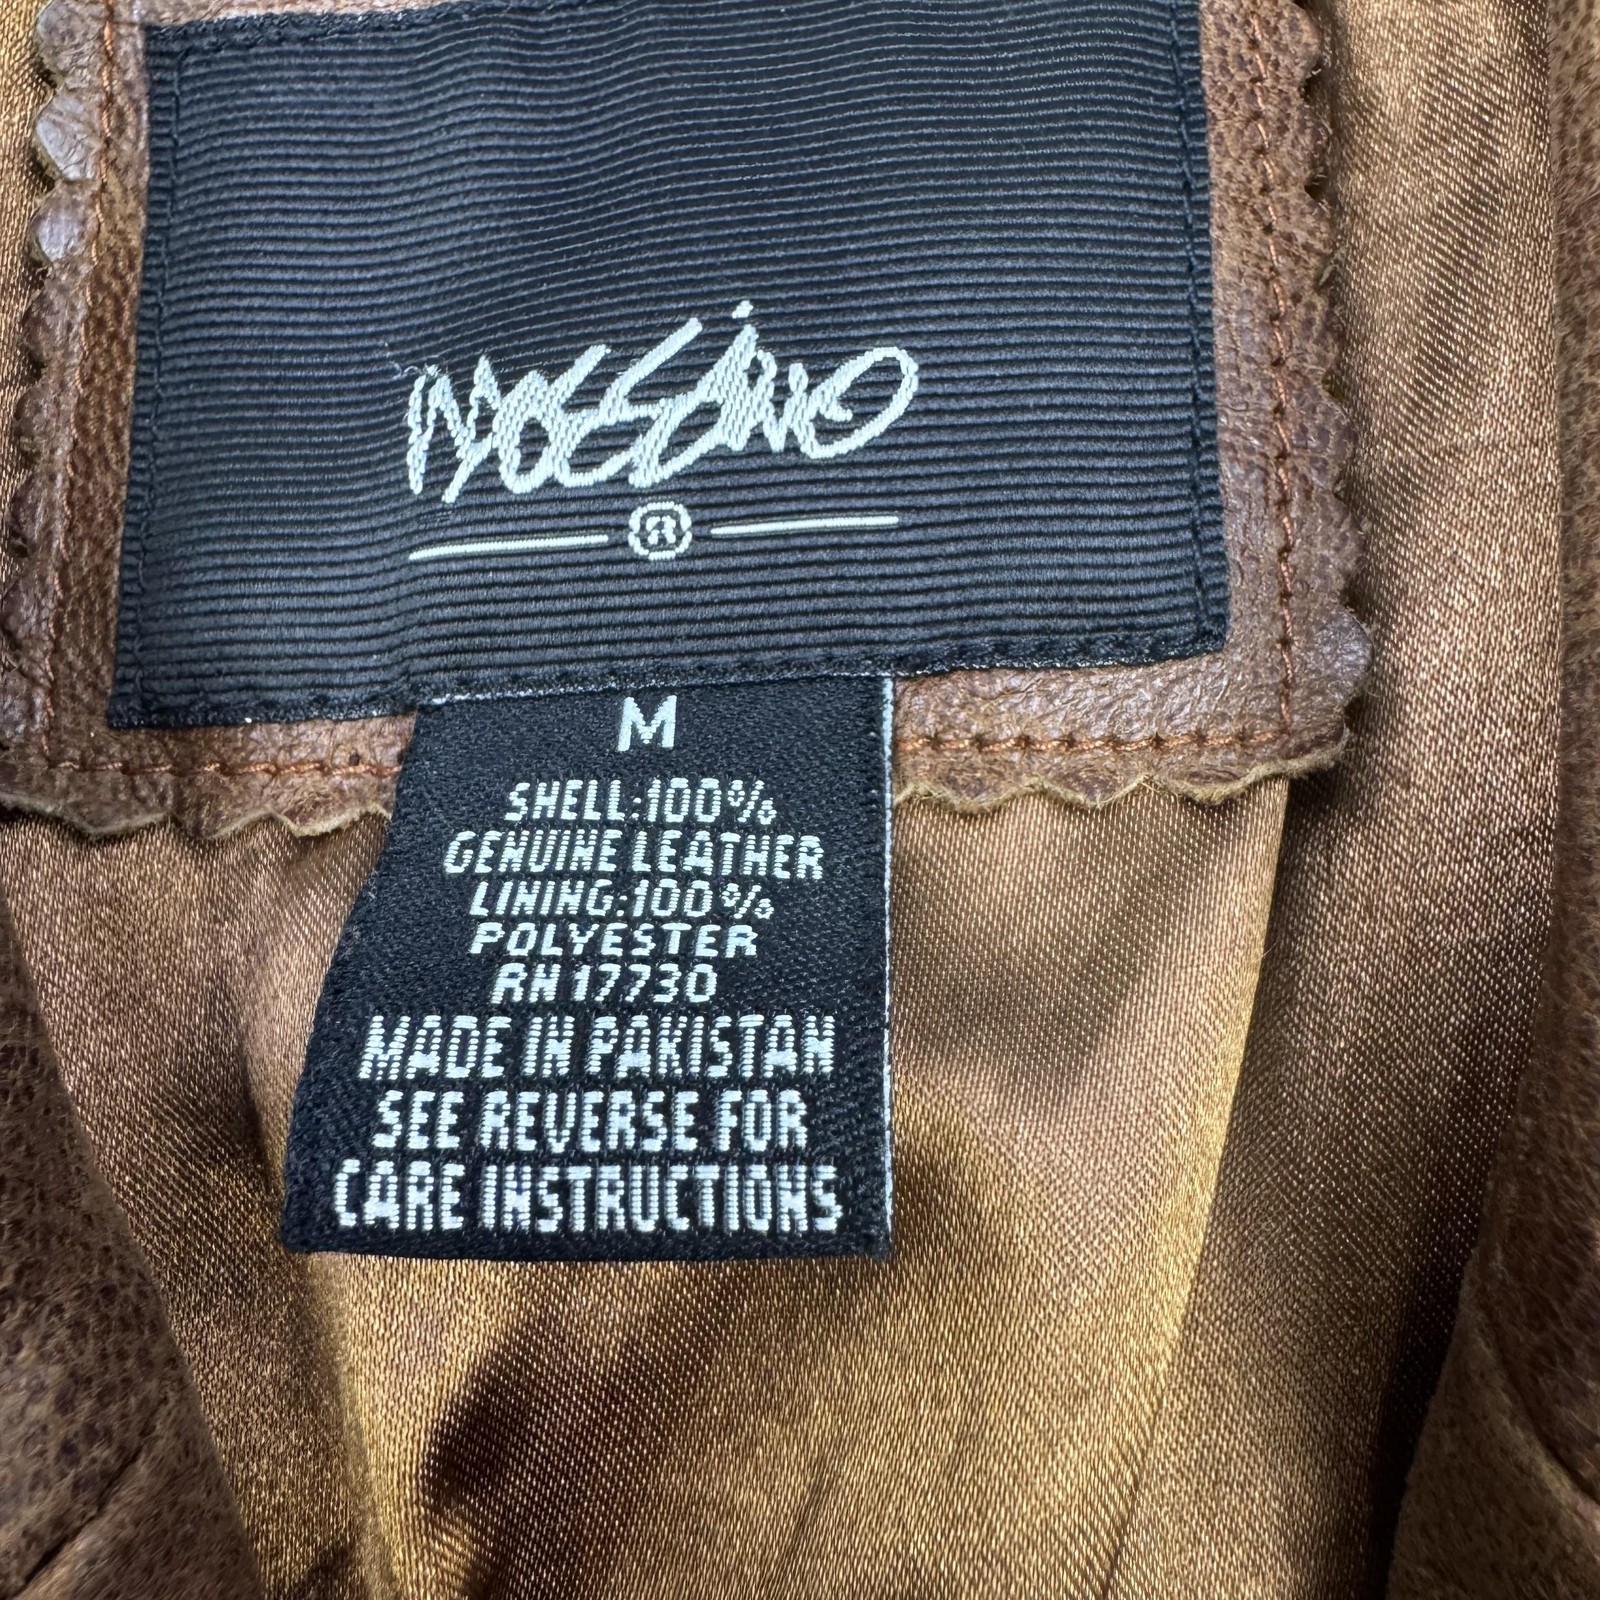 MOSSIMO
®
M
SHELL:100%
GENUINE LEATHER
LINING:100%
POLYESTER
RN 17730
MADE IN PAKISTAN
SEE REVERSE FOR
CARE INSTRUCTIONS